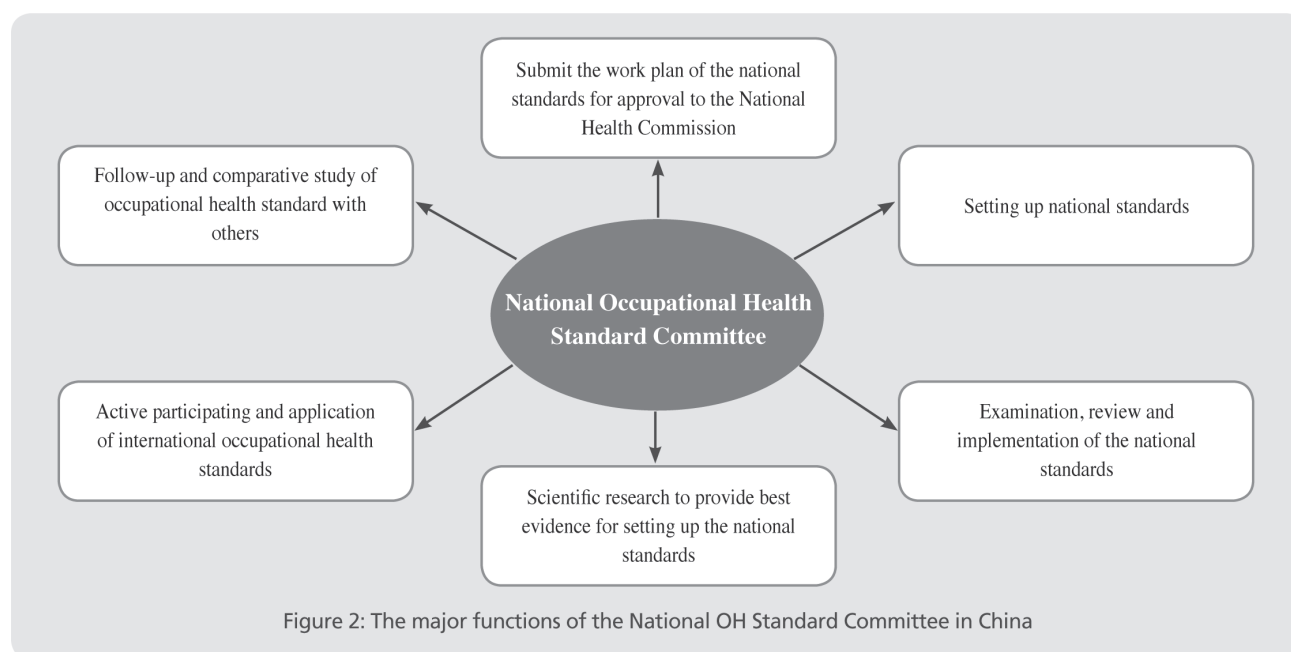 Submit the work plan of the national
standards for approval to the National
Health Commission
Follow-up and comparative study of
occupational health standard with
others
Setting up national standards
National Occupational Health
Standard Committee
Active participating and application
of international occupational health
standards
Examination, review and
implementation of the national
standards
Scientific research to provide best
evidence for setting up the national
standards
Figure 2: The major functions of the National OH Standard Committee in China